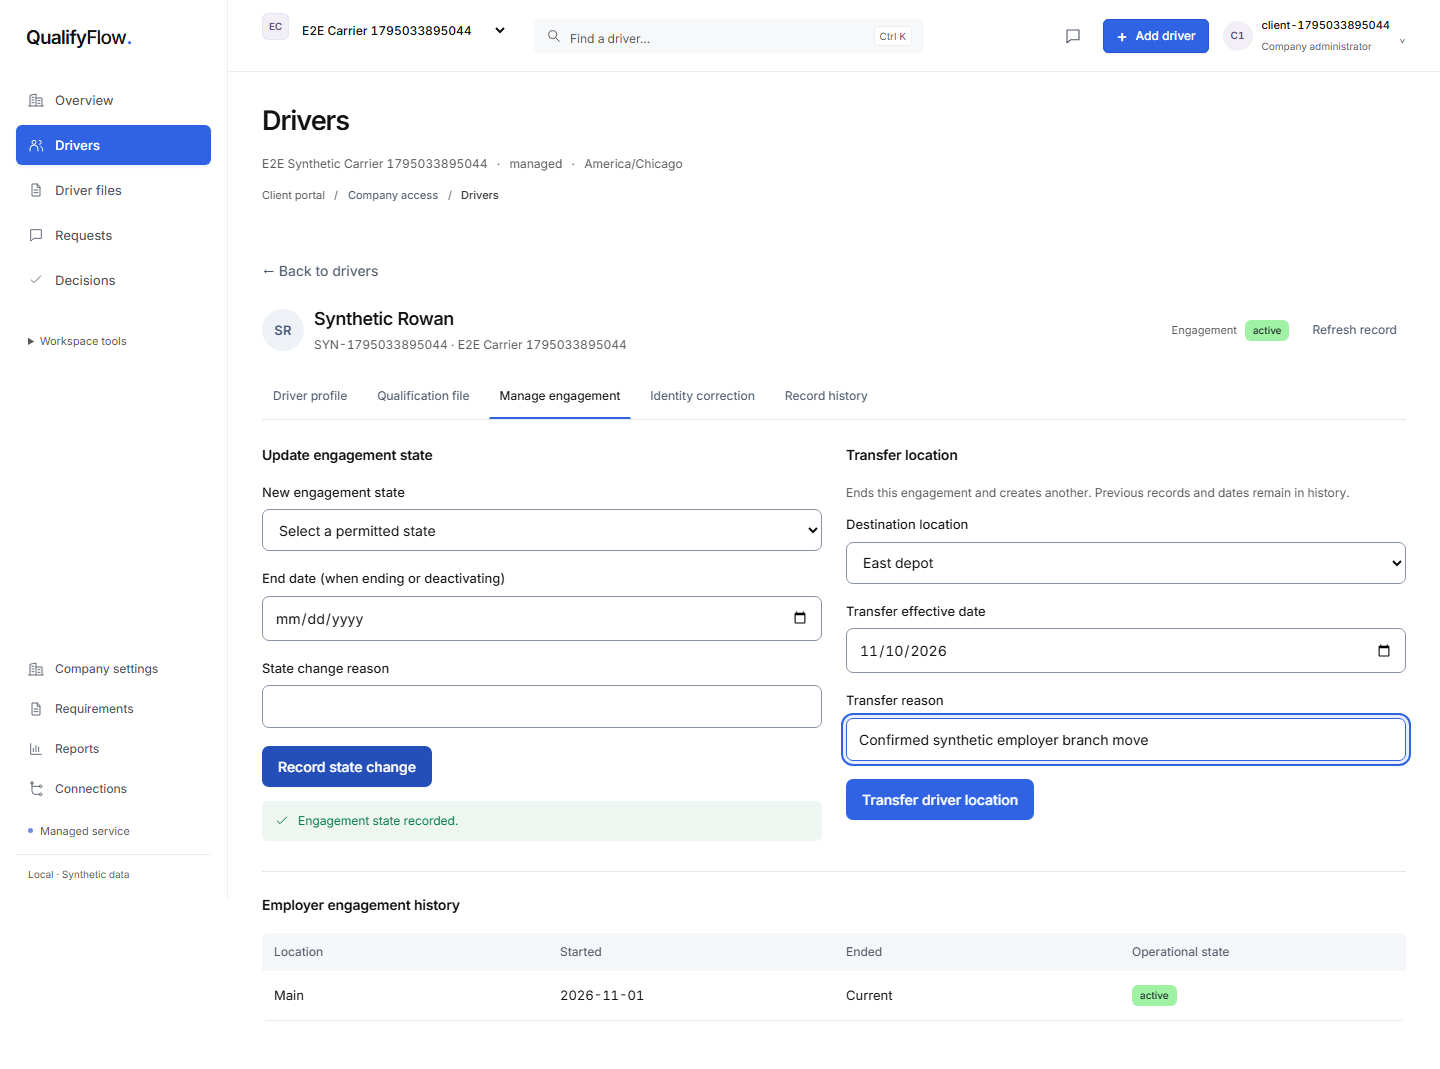 QualifyFlow.
EC
E2E Carrier 1795033895044
Find a driver...
Ctrl K
+ Add driver
C1
client-1795033895044
Company administrator
Overview
Drivers
Driver files
Requests
Decisions
Workspace tools
Company settings
Requirements
Reports
Connections
Managed service
Local · Synthetic data
Drivers
E2E Synthetic Carrier 1795033895044 · managed · America/Chicago
Client portal / Company access / Drivers
← Back to drivers
SR
Synthetic Rowan
SYN-1795033895044 · E2E Carrier 1795033895044
Engagement active
Refresh record
Driver profile
Qualification file
Manage engagement
Identity correction
Record history
Update engagement state
New engagement state
Select a permitted state
End date (when ending or deactivating)
mm/dd/yyyy
State change reason
Record state change
Engagement state recorded.
Transfer location
Ends this engagement and creates another. Previous records and dates remain in history.
Destination location
East depot
Transfer effective date
11/10/2026
Transfer reason
Confirmed synthetic employer branch move
Transfer driver location
Employer engagement history
Location Started Ended Operational state
Main 2026-11-01 Current active